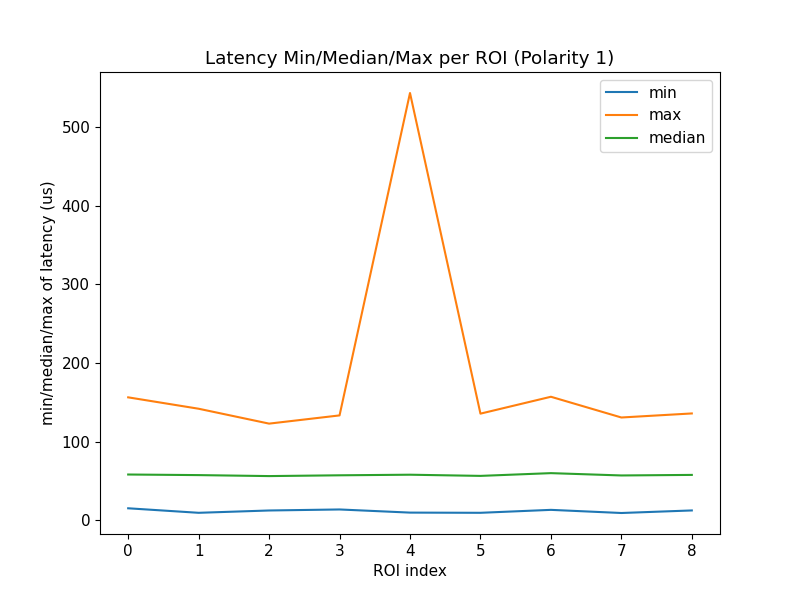 Latency Min/Median/Max per ROI (Polarity 1)
min
max
median
500
400
300
200
100
0
min/median/max of latency (us)
0 1 2 3 4 5 6 7 8
ROI index